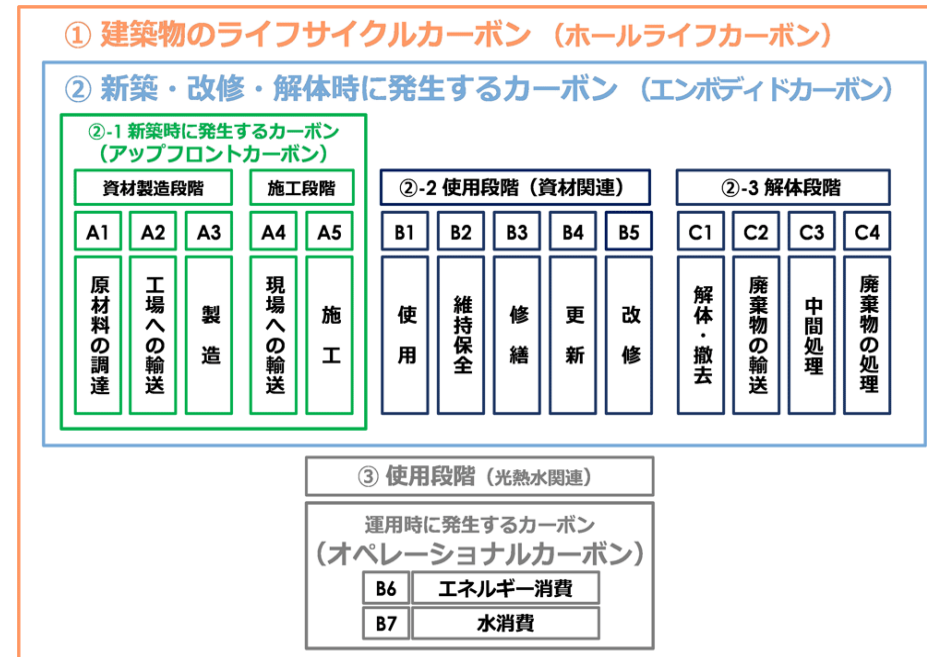 ① 建築物のライフサイクルカーボン（ホールライフカーボン）
② 新築・改修・解体時に発生するカーボン（エンボディドカーボン）
②-1 新築時に発生するカーボン
（アップフロントカーボン）
資材製造段階
施工段階
②-2 使用段階（資材関連）
②-3 解体段階
A1
A2
A3
A4
A5
B1
B2
B3
B4
B5
C1
C2
C3
C4
原材料の調達
工場への輸送
製造
現場への輸送
施工
使用
維持保全
修繕
更新
改修
解体・撤去
廃棄物の輸送
中間処理
廃棄物の処理
③ 使用段階（光熱水関連）
運用時に発生するカーボン
（オペレーショナルカーボン）
B6 エネルギー消費
B7 水消費